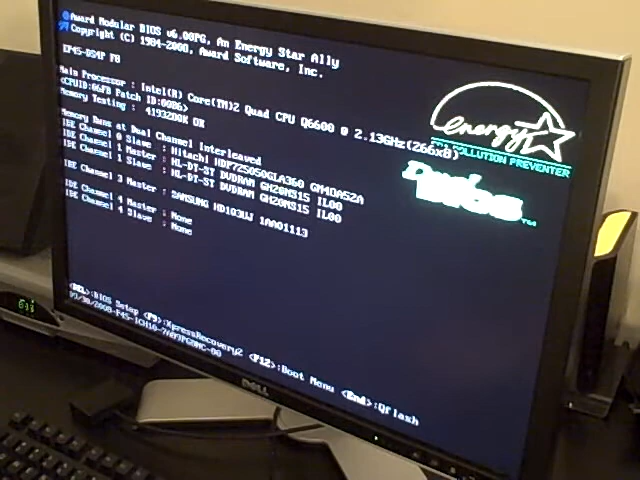 Award Modular BIOS v6.00PG, An Energy Star Ally
Copyright (C) 1984-2008, Award Software, Inc.
EP45-DS4P F8
Main Processor : Intel(R) Core(TM)2 Quad CPU Q6600 @ 2.13GHz(266x8)
<CPUID:06FB Patch ID:00B6>
Memory Testing : 4193280K OK
Memory Runs at Dual Channel Interleaved
IDE Channel 0 Slave : Hitachi HDP725050GLA360 GM4OA52A
IDE Channel 1 Master : HL-DT-ST DVDRAM GH20NS15 IL00
IDE Channel 1 Slave : HL-DT-ST DVDRAM GH20NS15 IL00
IDE Channel 3 Master : SAMSUNG HD103UJ 1AA01113
IDE Channel 4 Master : None
IDE Channel 4 Slave : None
energy
EPA POLLUTION PREVENTER
Dual
BIOS
TM
<DEL>:BIOS Setup <F9>:XpressRecovery2 <F12>:Boot Menu <End>:Qflash
DELL